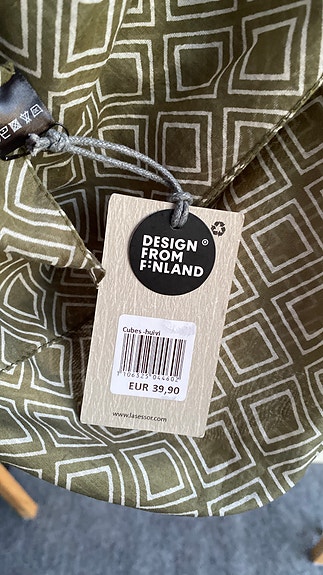 DESIGN ®
FROM
F:NLAND
Cubes -huivi
EUR 39,90
www.lasessor.com